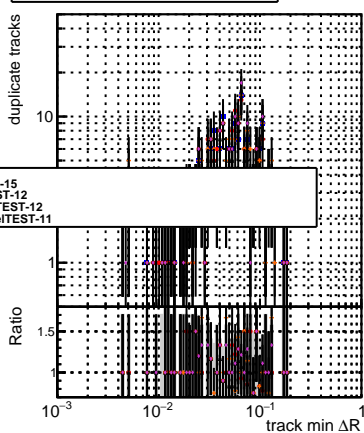 duplicate tracks
10
-15
ST-12
TEST-12
elTEST-11
1
Ratio
1.5
1
10⁻³ 10⁻² 10⁻¹ 1
track min ΔR